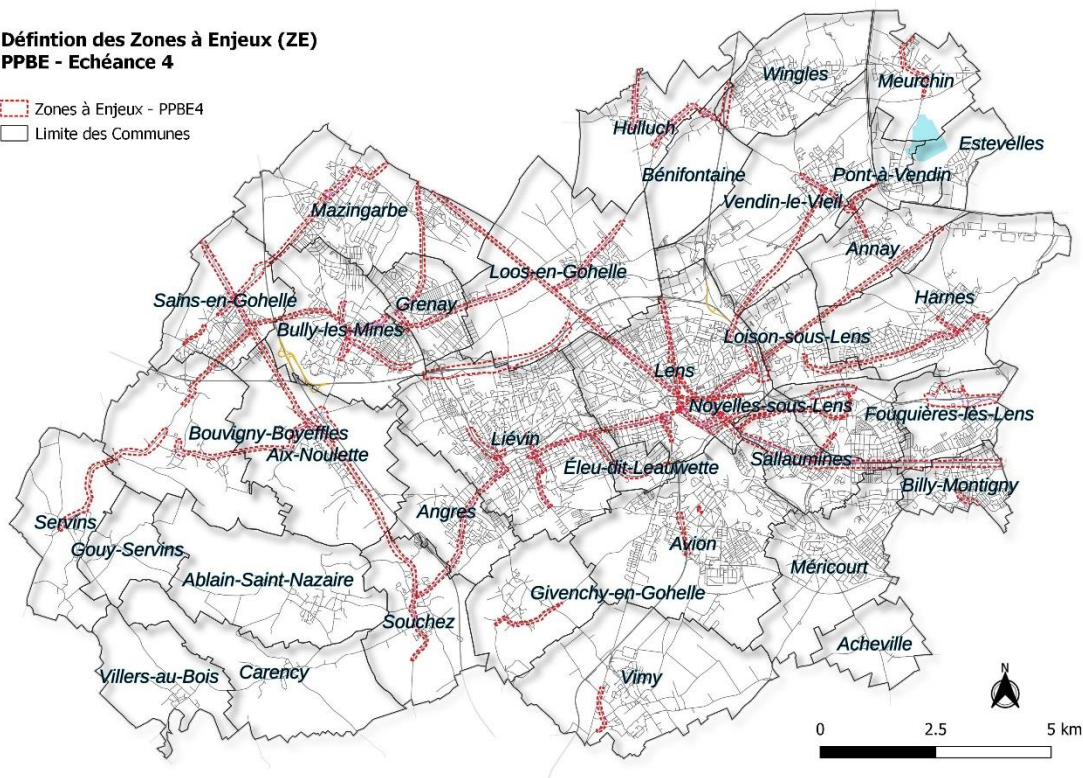 Défintion des Zones à Enjeux (ZE)
PPBE - Echéance 4
Zones à Enjeux - PPBE4
Limite des Communes
Wingles
Meurchin
Hulluch
Estevelles
Bénifontaine
Pont-à-Vendin
Vendin-le-Vieil
Mazingarbe
Annay
Loos-en-Gohelle
Sains-en-Gohelle
Grenay
Harnes
Bully-les-Mines
Loison-sous-Lens
Lens
Noyelles-sous-Lens
Fouquières-lès-Lens
Bouvigny-Boyeffles
Liévin
Aix-Noulette
Sallaumines
Éleu-dit-Leauwette
Billy-Montigny
Angres
Servins
Gouy-Servins
Avion
Méricourt
Ablain-Saint-Nazaire
Givenchy-en-Gohelle
Souchez
Acheville
Villers-au-Bois
Carency
Vimy
N
0 2.5 5 km